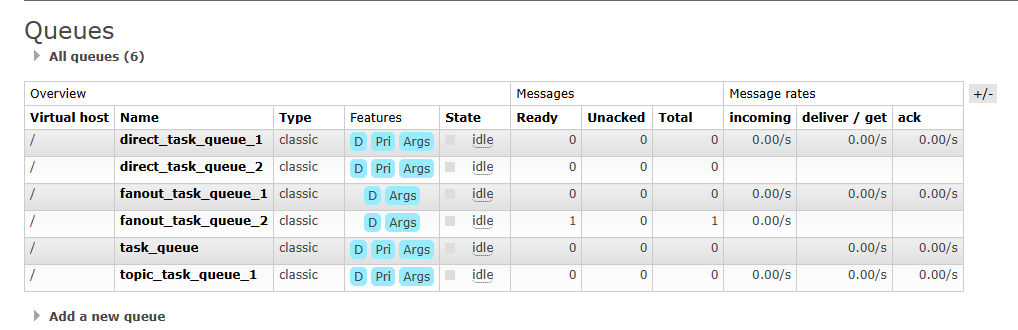 Queues
All queues (6)
Overview Messages Message rates +/-
Virtual host Name Type Features State Ready Unacked Total incoming deliver / get ack
/ direct_task_queue_1 classic D Pri Args idle 0 0 0 0.00/s 0.00/s 0.00/s
/ direct_task_queue_2 classic D Pri Args idle 0 0 0
/ fanout_task_queue_1 classic D Args idle 0 0 0 0.00/s 0.00/s 0.00/s
/ fanout_task_queue_2 classic D Args idle 1 0 1 0.00/s
/ task_queue classic D Pri Args idle 0 0 0 0.00/s 0.00/s
/ topic_task_queue_1 classic D Pri Args idle 0 0 0 0.00/s 0.00/s 0.00/s
Add a new queue